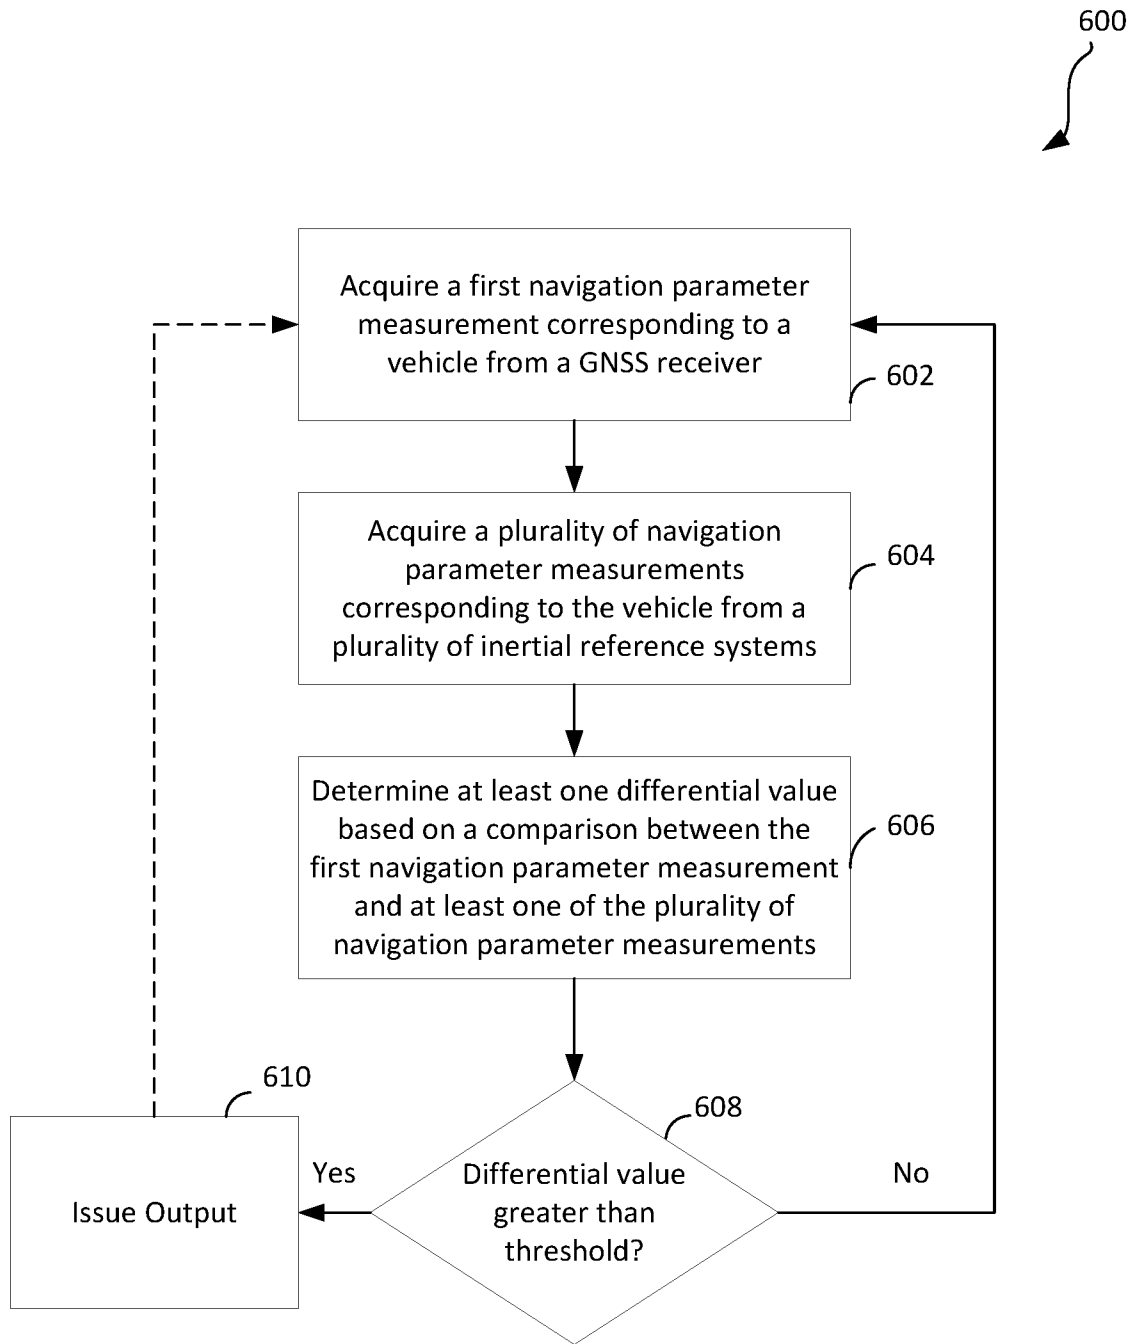 600
Acquire a first navigation parameter
measurement corresponding to a
vehicle from a GNSS receiver
602
Acquire a plurality of navigation
parameter measurements
corresponding to the vehicle from a
plurality of inertial reference systems
604
Determine at least one differential value
based on a comparison between the
first navigation parameter measurement
and at least one of the plurality of
navigation parameter measurements
606
610
608
Yes
Differential value
greater than
threshold?
No
Issue Output